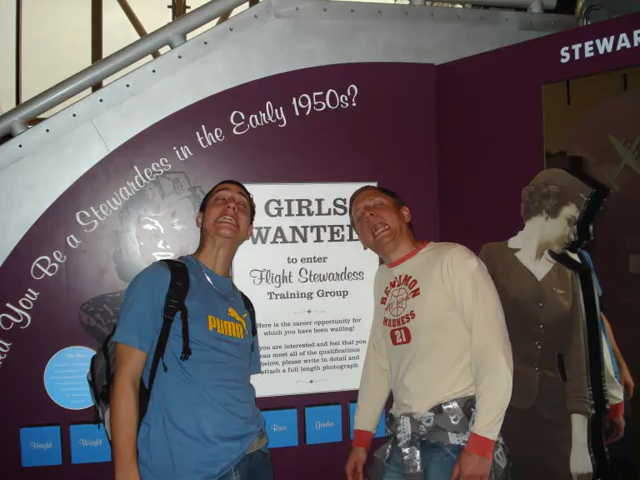 STEWAR
ld You Be a Stewardess in the Early 1950s?
GIRLS
WANTED
to enter
Flight Stewardess
Training Group
Here is the career opportunity for
which you have been waiting!
you are interested and feel that you
can meet all of the qualifications
below, please write in detail and
attach a full length photograph.
PUMA
BENJIMOH
MADNESS
21
Height
Weight
Race
Gender